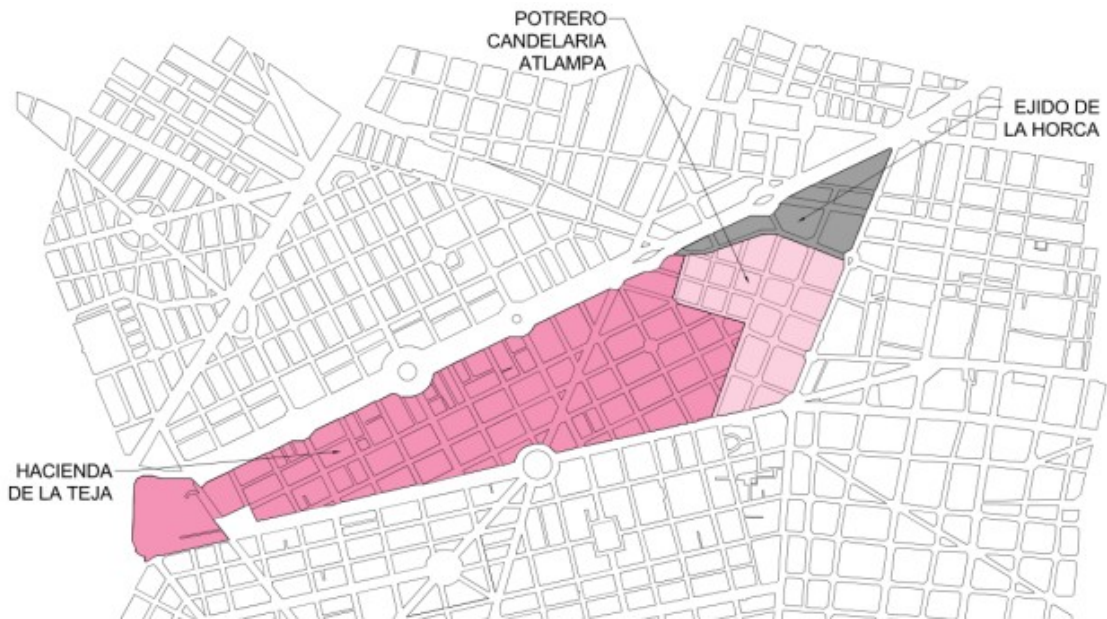 POTRERO
CANDELARIA
ATLAMPA
EJIDO DE
LA HORCA
HACIENDA
DE LA TEJA